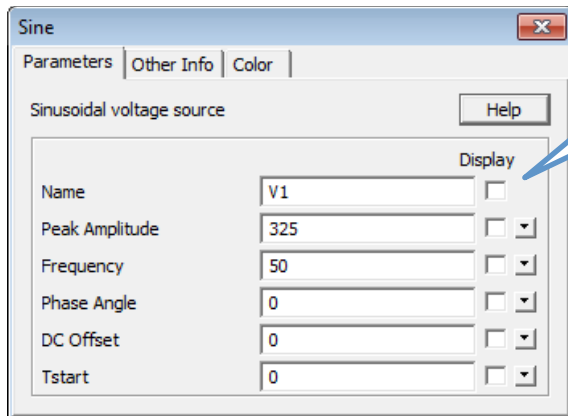 Sine
Parameters Other Info Color
Sinusoidal voltage source Help
Display
Name V1
Peak Amplitude 325
Frequency 50
Phase Angle 0
DC Offset 0
Tstart 0